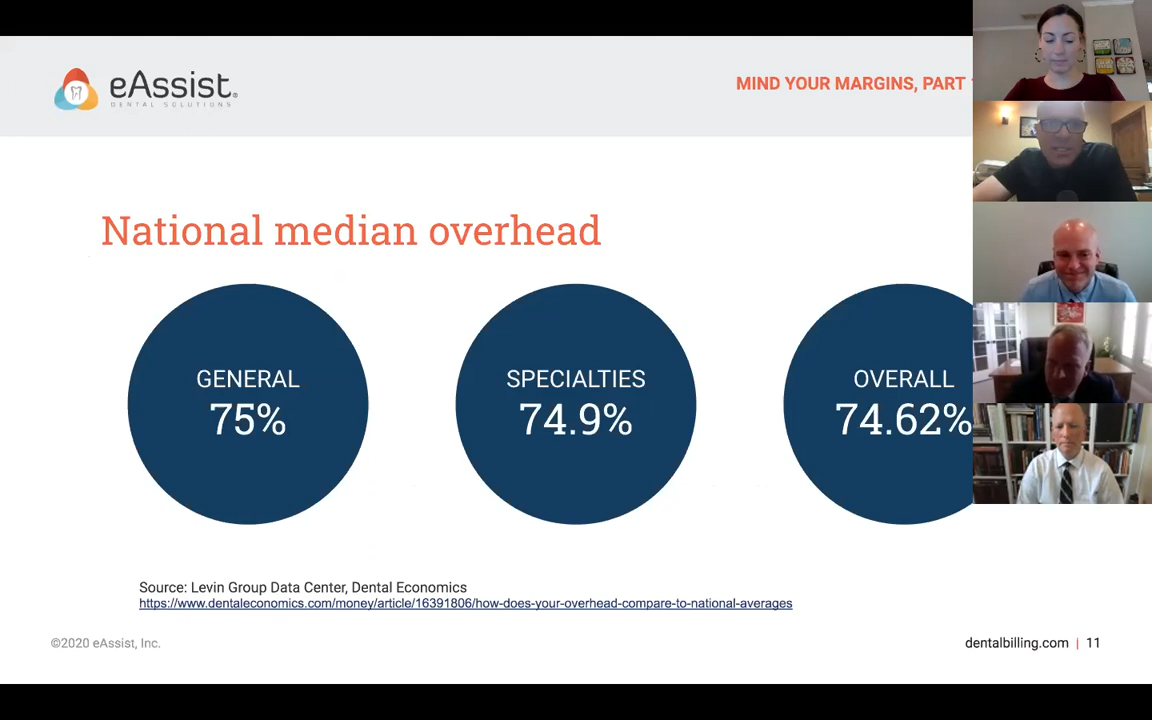 eAssist®
DENTAL SOLUTIONS
MIND YOUR MARGINS, PART
National median overhead
GENERAL
75%
SPECIALTIES
74.9%
OVERALL
74.62%
Source: Levin Group Data Center, Dental Economics
https://www.dentaleconomics.com/money/article/16391806/how-does-your-overhead-compare-to-national-averages
©2020 eAssist, Inc.
dentalbilling.com | 11